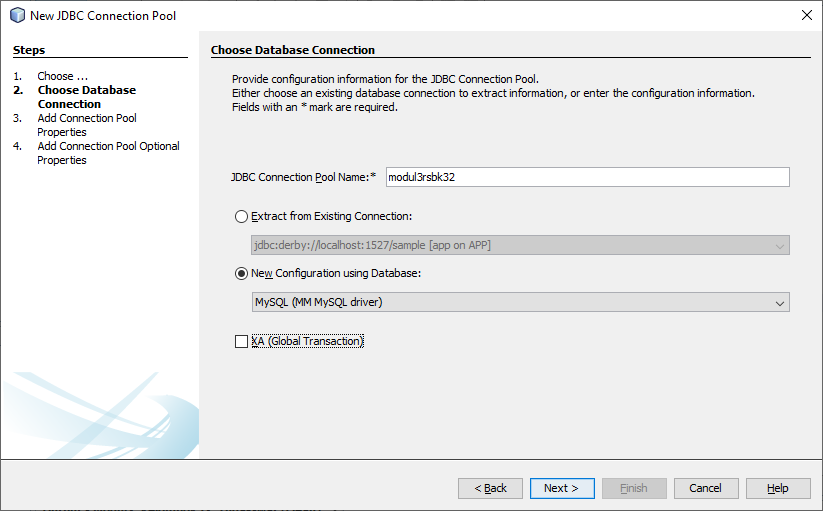 New JDBC Connection Pool
Steps
1. Choose ...
2. Choose Database
Connection
3. Add Connection Pool
Properties
4. Add Connection Pool Optional
Properties
Choose Database Connection
Provide configuration information for the JDBC Connection Pool.
Either choose an existing database connection to extract information, or enter the configuration information.
Fields with an * mark are required.
JDBC Connection Pool Name:* modul3rsbk32
Extract from Existing Connection:
jdbc:derby://localhost:1527/sample [app on APP]
New Configuration using Database:
MySQL (MM MySQL driver)
XA (Global Transaction)
< Back Next > Finish Cancel Help